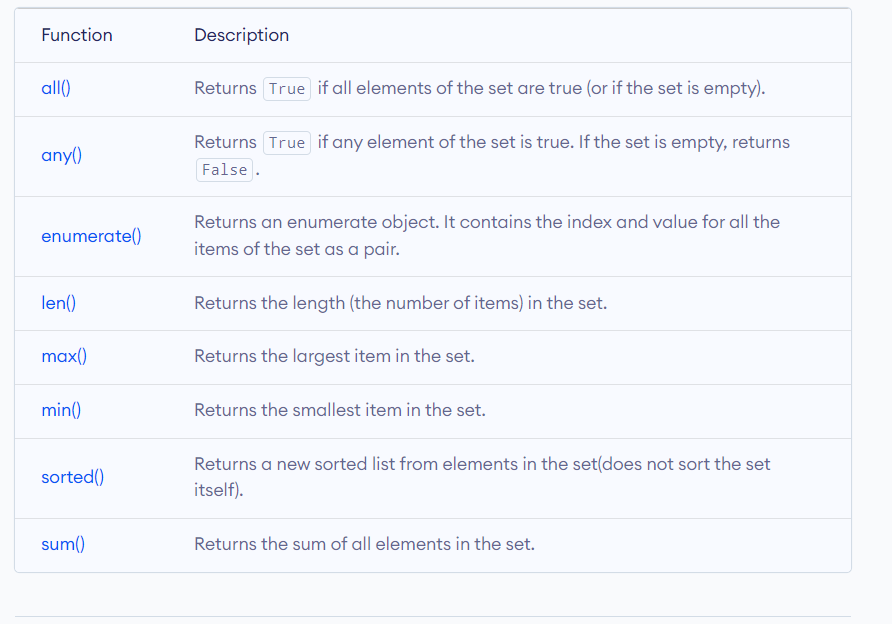 Function Description
all() Returns True if all elements of the set are true (or if the set is empty).
any() Returns True if any element of the set is true. If the set is empty, returns
False .
enumerate() Returns an enumerate object. It contains the index and value for all the
items of the set as a pair.
len() Returns the length (the number of items) in the set.
max() Returns the largest item in the set.
min() Returns the smallest item in the set.
sorted() Returns a new sorted list from elements in the set(does not sort the set
itself).
sum() Returns the sum of all elements in the set.